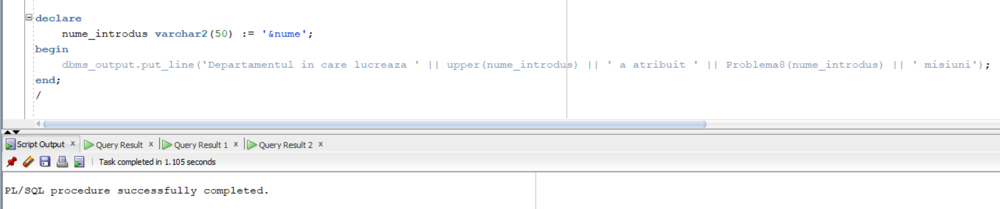 declare
nume_introdus varchar2(50) := '&nume';
begin
dbms_output.put_line('Departamentul in care lucreaza ' || upper(nume_introdus) || ' a atribuit ' || Problema8(nume_introdus) || ' misiuni');
end;
/
Script Output x Query Result x Query Result 1 x Query Result 2 x
Task completed in 1.105 seconds
PL/SQL procedure successfully completed.